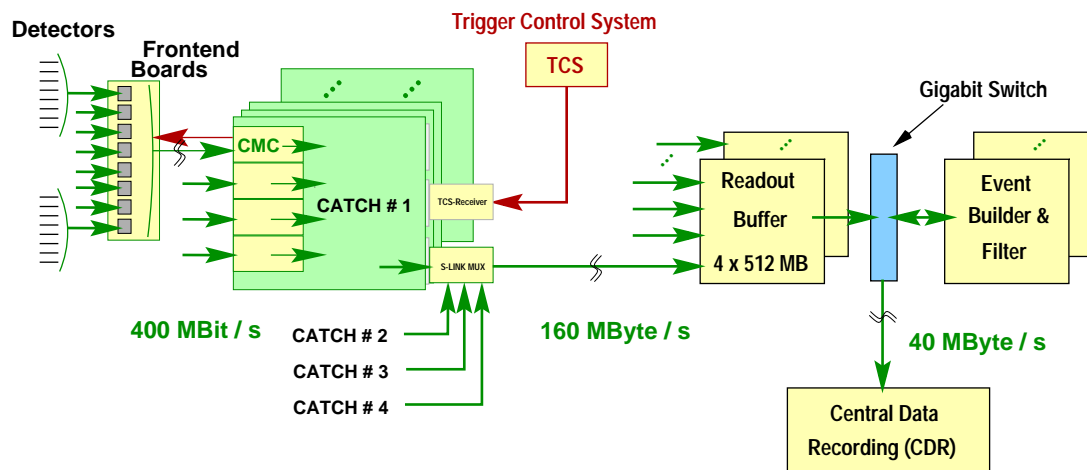 Trigger Control System
Detectors
Frontend
Boards
TCS
Gigabit Switch
CMC
CATCH # 1
TCS-Receiver
S-LINK MUX
Readout
Buffer
4 x 512 MB
Event
Builder &
Filter
400 MBit / s
160 MByte / s
40 MByte / s
CATCH # 2
CATCH # 3
CATCH # 4
Central Data
Recording (CDR)